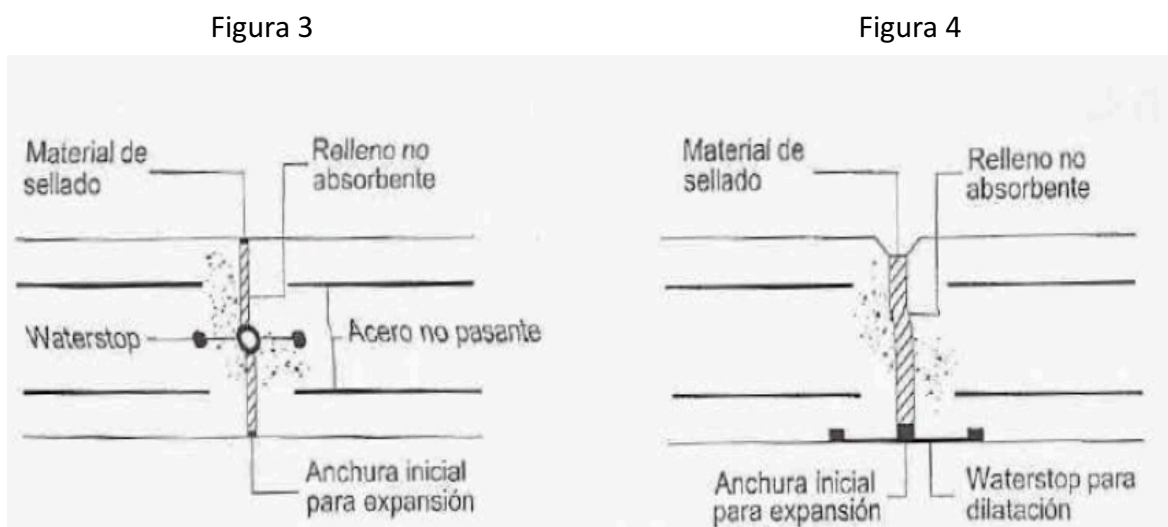 Figura 3
Material de
sellado
Relleno no
absorbente
Waterstop
Acero no pasante
Anchura inicial
para expansión
Figura 4
Material de
sellado
Relleno no
absorbente
Anchura inicial
para expansión
Waterstop para
dilatación